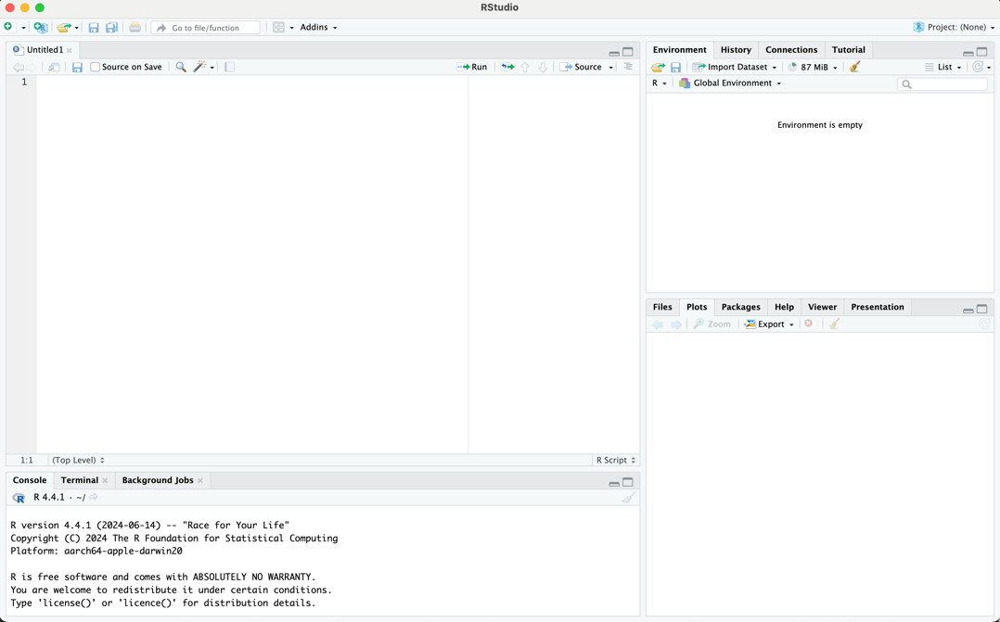 RStudio
Go to file/function
Addins
Project: (None)
Untitled1
Source on Save
Run
Source
1
1:1
(Top Level)
R Script
Console
Terminal
Background Jobs
R 4.4.1 · ~/
R version 4.4.1 (2024-06-14) -- "Race for Your Life"
Copyright (C) 2024 The R Foundation for Statistical Computing
Platform: aarch64-apple-darwin20
R is free software and comes with ABSOLUTELY NO WARRANTY.
You are welcome to redistribute it under certain conditions.
Type 'license()' or 'licence()' for distribution details.
Environment
History
Connections
Tutorial
Import Dataset
87 MiB
List
R
Global Environment
Environment is empty
Files
Plots
Packages
Help
Viewer
Presentation
Zoom
Export